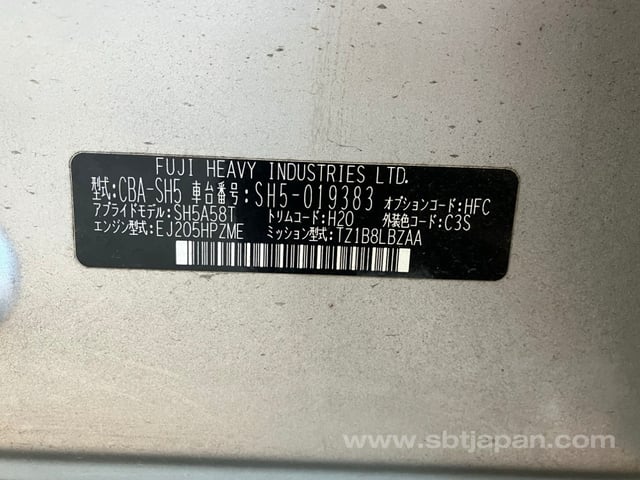 FUJI HEAVY INDUSTRIES LTD.
型式:CBA-SH5 車台番号:SH5-019383 オプションコード:HFC
アプライドモデル:SH5A58T トリムコード:H20 外装色コード:C3S
エンジン型式:EJ205HPZME ミッション型式:TZ1B8LBZAA
www.sbtjapan.com